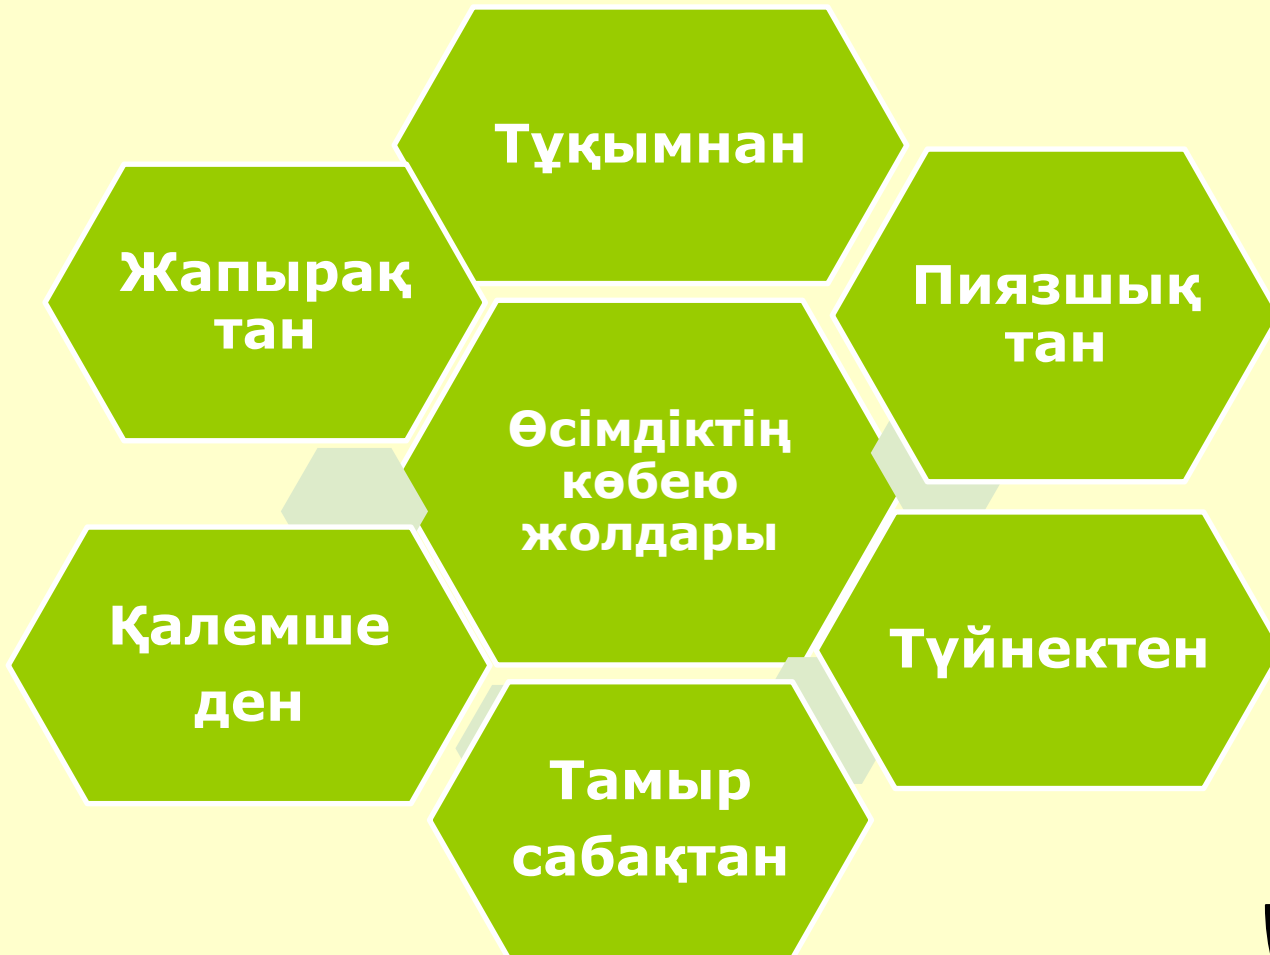 Тұқымнан
Жапырақ
тан
Пиязшық
тан
Өсімдіктің
көбею
жолдары
Қалемше
ден
Түйнектен
Тамыр
сабақтан